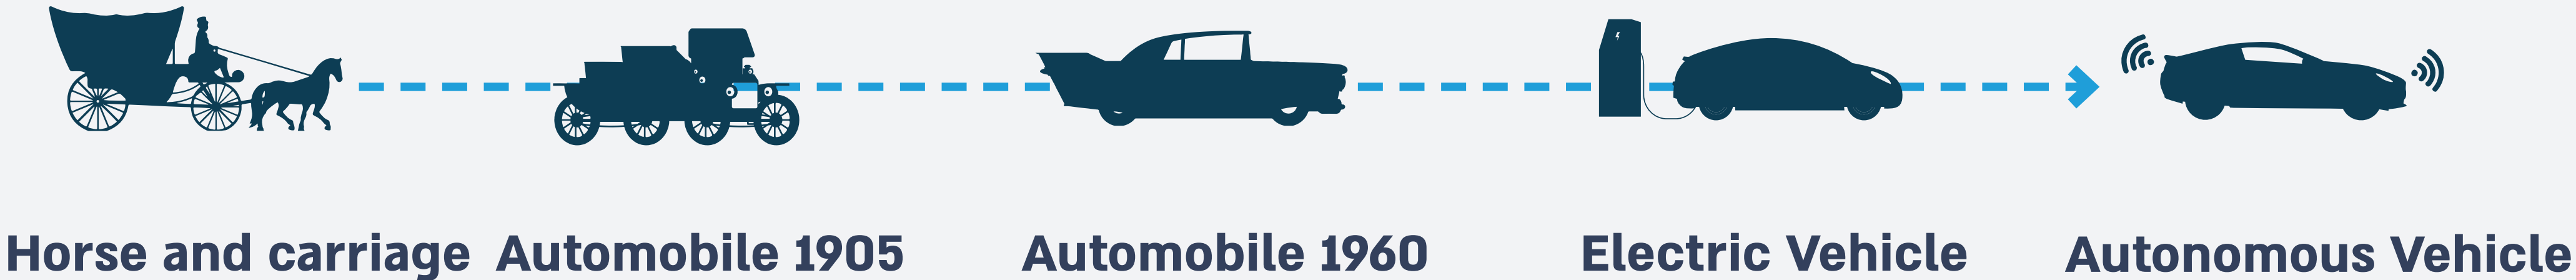 Horse and carriage
Automobile 1905
Automobile 1960
Electric Vehicle
Autonomous Vehicle